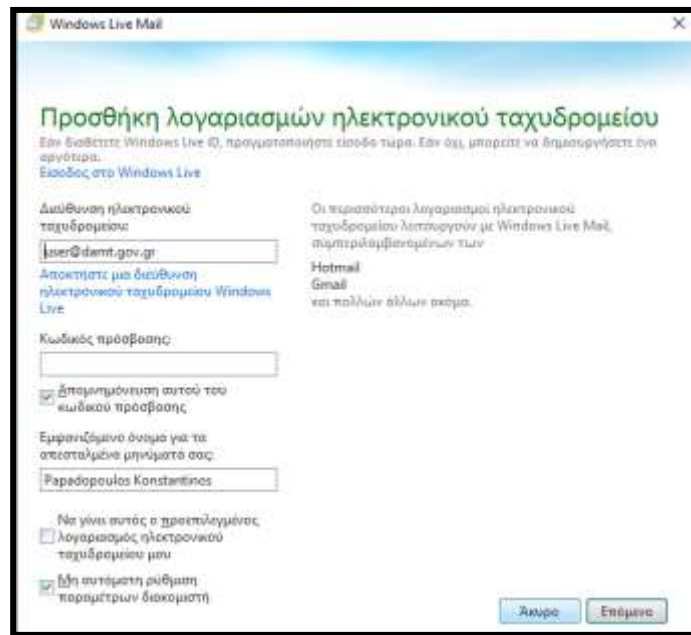 Windows Live Mail
Προσθήκη λογαριασμών ηλεκτρονικού ταχυδρομείου
Εάν διαθέτετε Windows Live ID, πραγματοποιήστε είσοδο τώρα. Εάν όχι, μπορείτε να δημιουργήσετε ένα
αργότερα.
Είσοδος στο Windows Live
Διεύθυνση ηλεκτρονικού
ταχυδρομείου:
user@damt.gov.gr
Αποκτήστε μια διεύθυνση
ηλεκτρονικού ταχυδρομείου Windows
Live
Κωδικός πρόσβασης:
Απομνημόνευση αυτού του
κωδικού πρόσβασης
Εμφανιζόμενο όνομα για τα
απεσταλμένα μηνύματά σας:
Papadopoulos Konstantinos
Να γίνει αυτός ο προεπιλεγμένος
λογαριασμός ηλεκτρονικού
ταχυδρομείου μου
Μη αυτόματη ρύθμιση
παραμέτρων διακομιστή
Οι περισσότεροι λογαριασμοί ηλεκτρονικού
ταχυδρομείου λειτουργούν με Windows Live Mail,
συμπεριλαμβανομένων των
Hotmail
Gmail
και πολλών άλλων ακόμα.
Άκυρο
Επόμενο